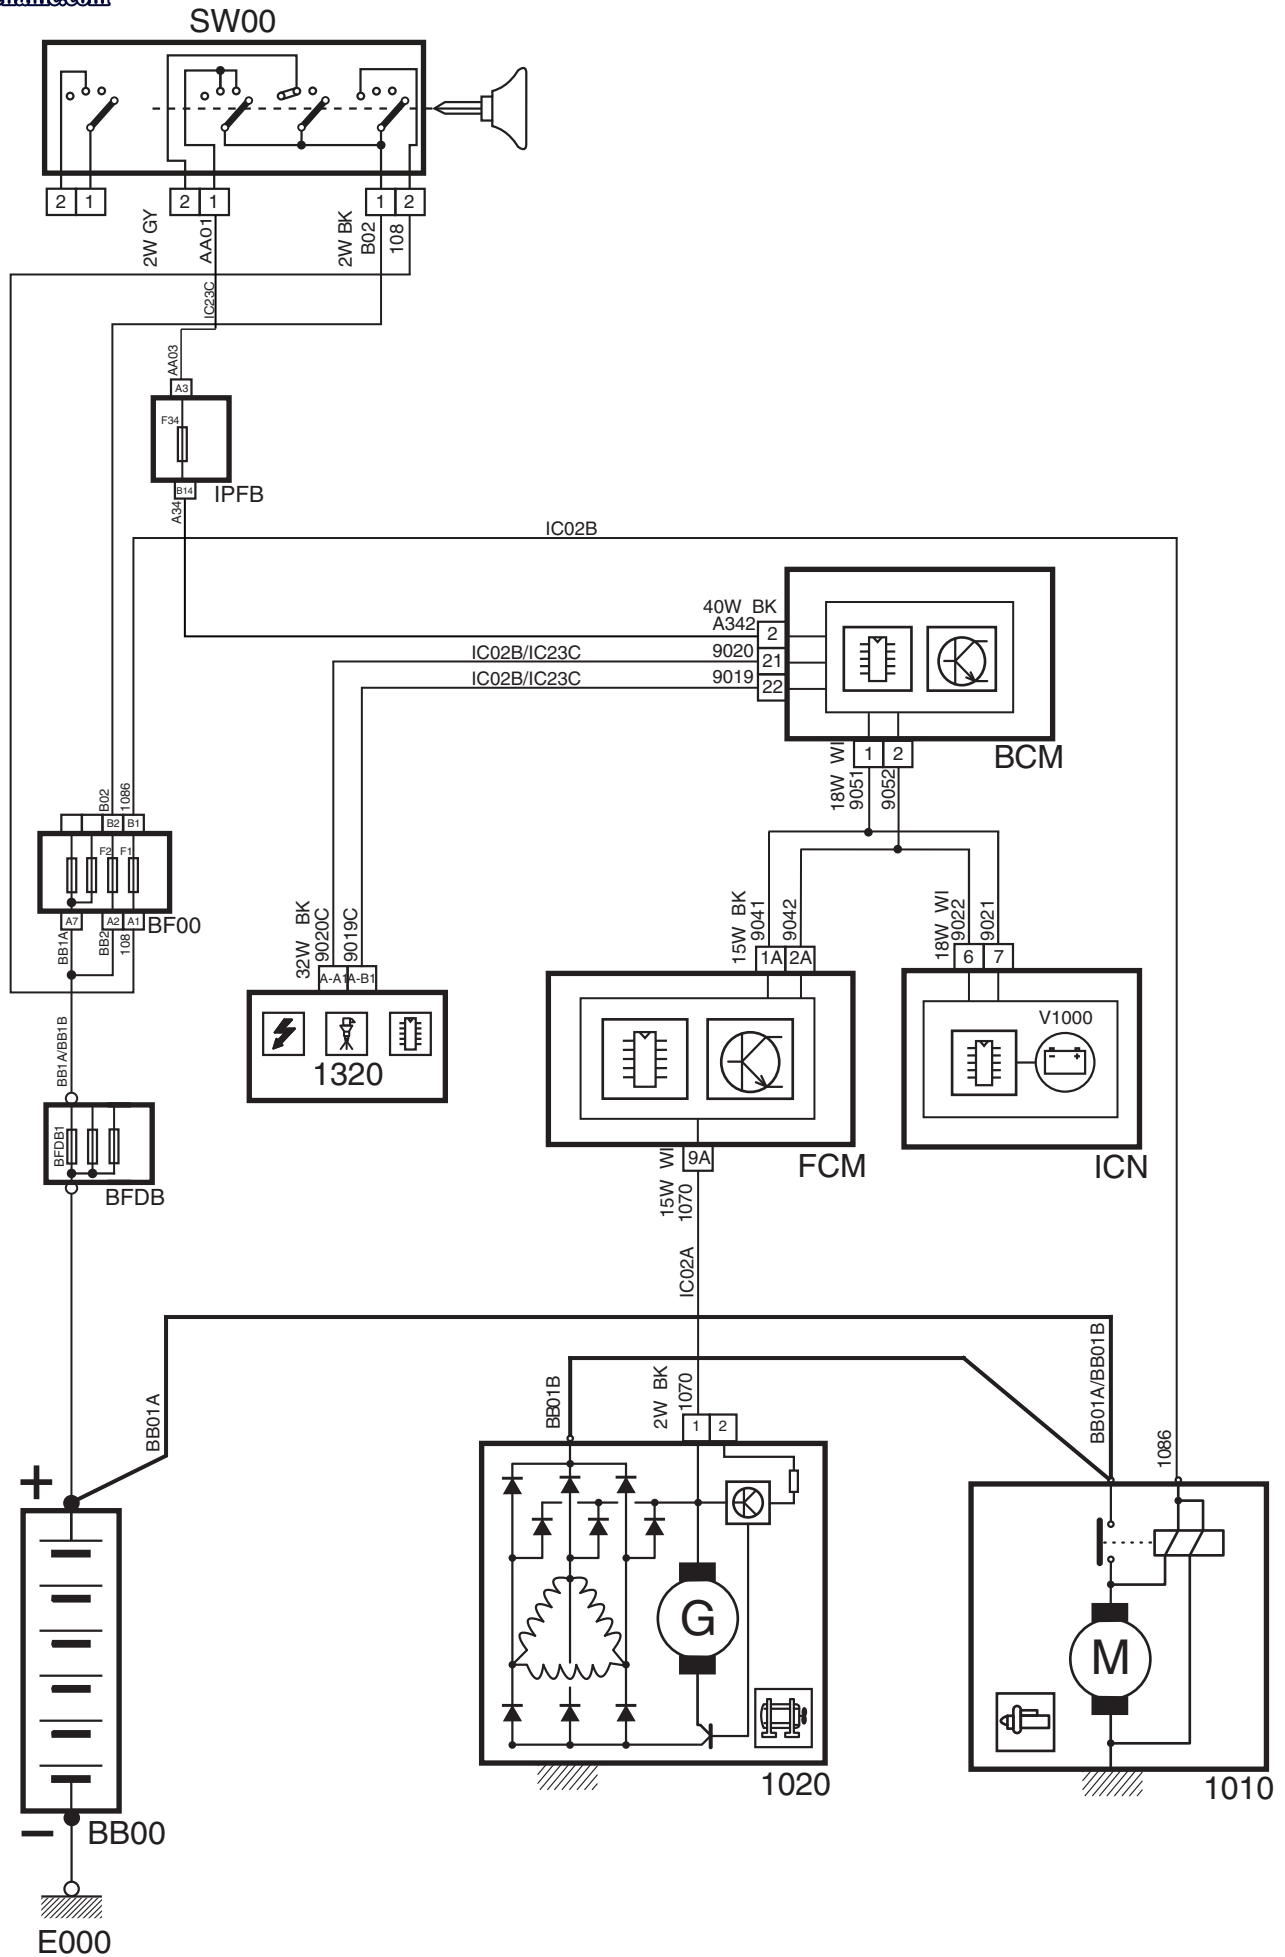 SW00
2 1
2 1
1 2
2W GY
AA01
2W BK
B02
108
IC23C
AA03
A3
F34
B14
IPFB
A34
IC02B
40W BK
A342
2
IC02B/IC23C
9020
21
IC02B/IC23C
9019
22
BCM
18W WI
9051
9052
1 2
B02
1086
B2 B1
F2 F1
A7 A2 A1
BF00
BB1A
BB2
108
32W BK
9020C
9019C
A-A1 A-B1
1320
15W BK
9041
9042
1A 2A
18W WI
9022
9021
6 7
V1000
FCM
ICN
15W WI
1070
9A
BB1A/BB1B
BFDB1
BFDB
IC02A
BB01A
BB01B
2W BK
1070
1 2
BB01A/BB01B
1086
+
G
M
1020
1010
−
BB00
E000